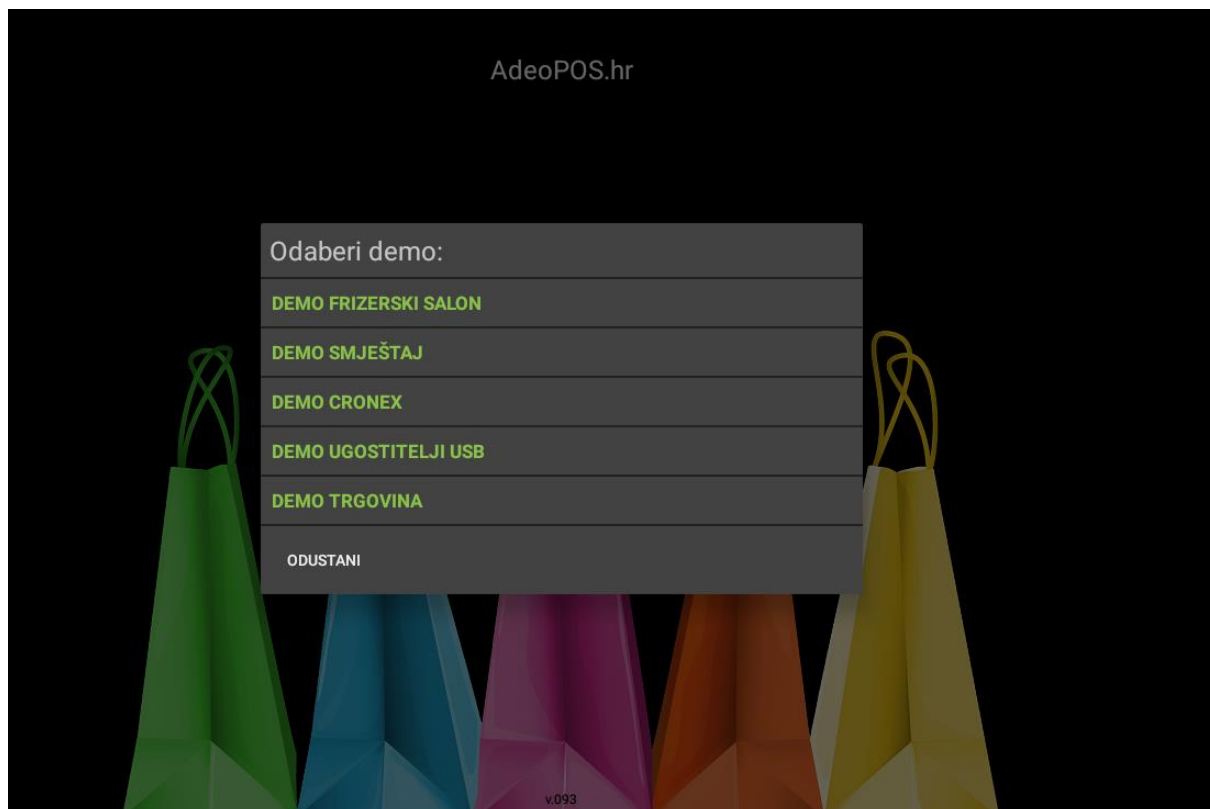 AdeoPOS.hr
Odaberi demo:
DEMO FRIZERSKI SALON
DEMO SMJEŠTAJ
DEMO CRONEX
DEMO UGOSTITELJI USB
DEMO TRGOVINA
ODUSTANI
v.093